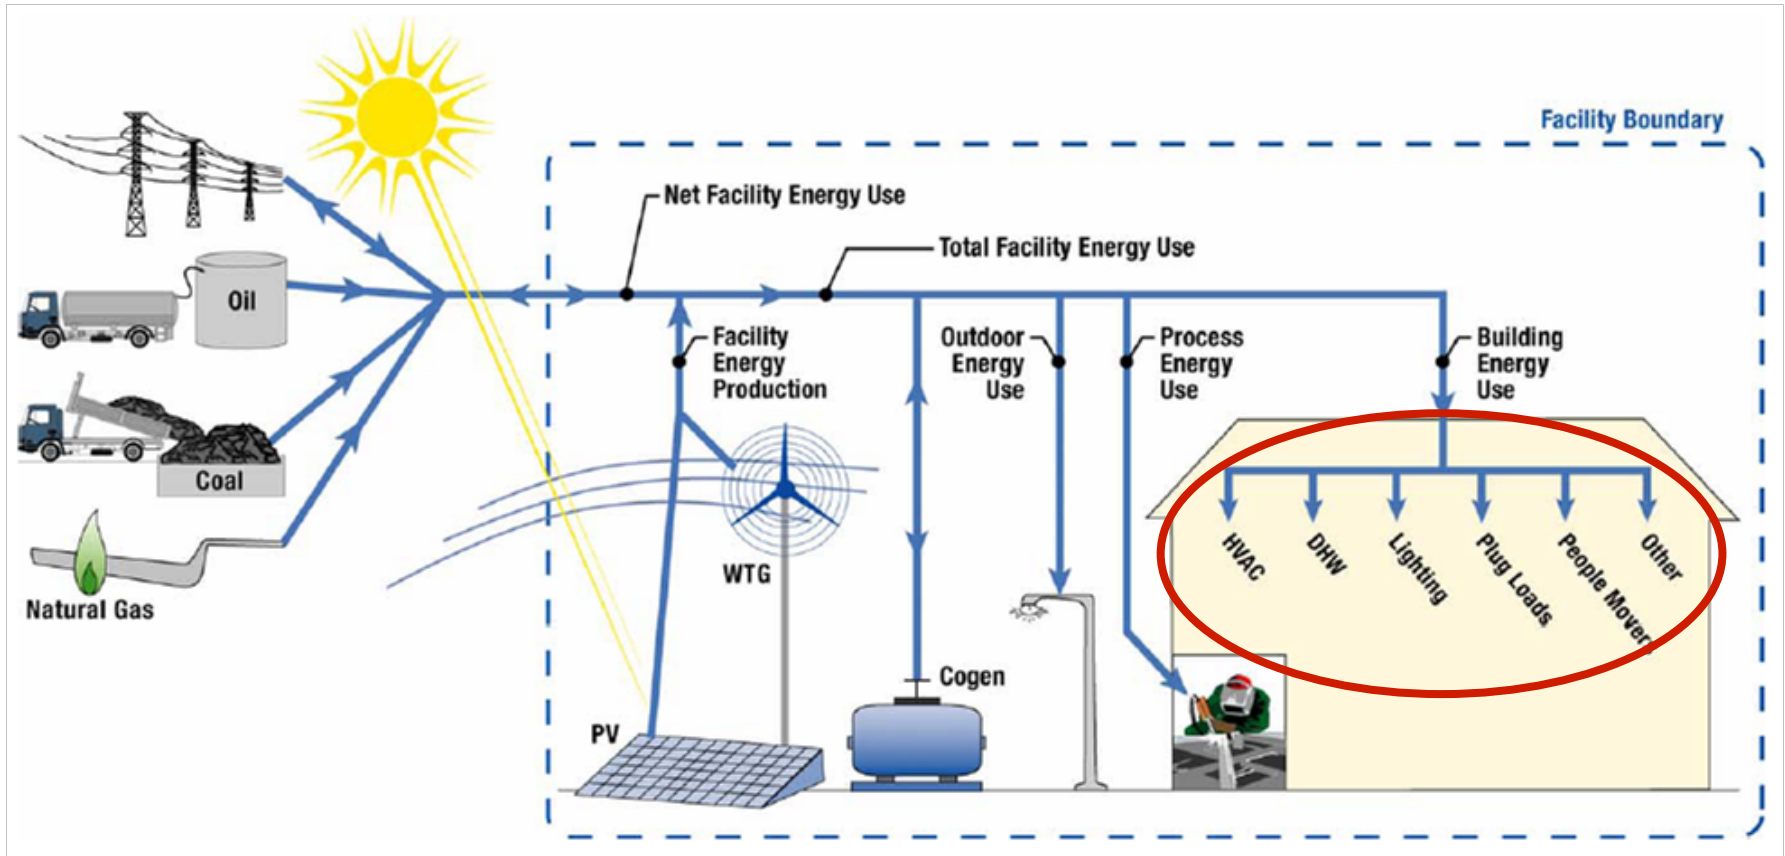 Facility Boundary
Net Facility Energy Use
Total Facility Energy Use
Oil
Facility
Energy
Production
Outdoor
Energy
Use
Process
Energy
Use
Building
Energy
Use
Coal
WTG
HVAC
DHW
Lighting
Plug Loads
People Movers
Other
Natural Gas
Cogen
PV